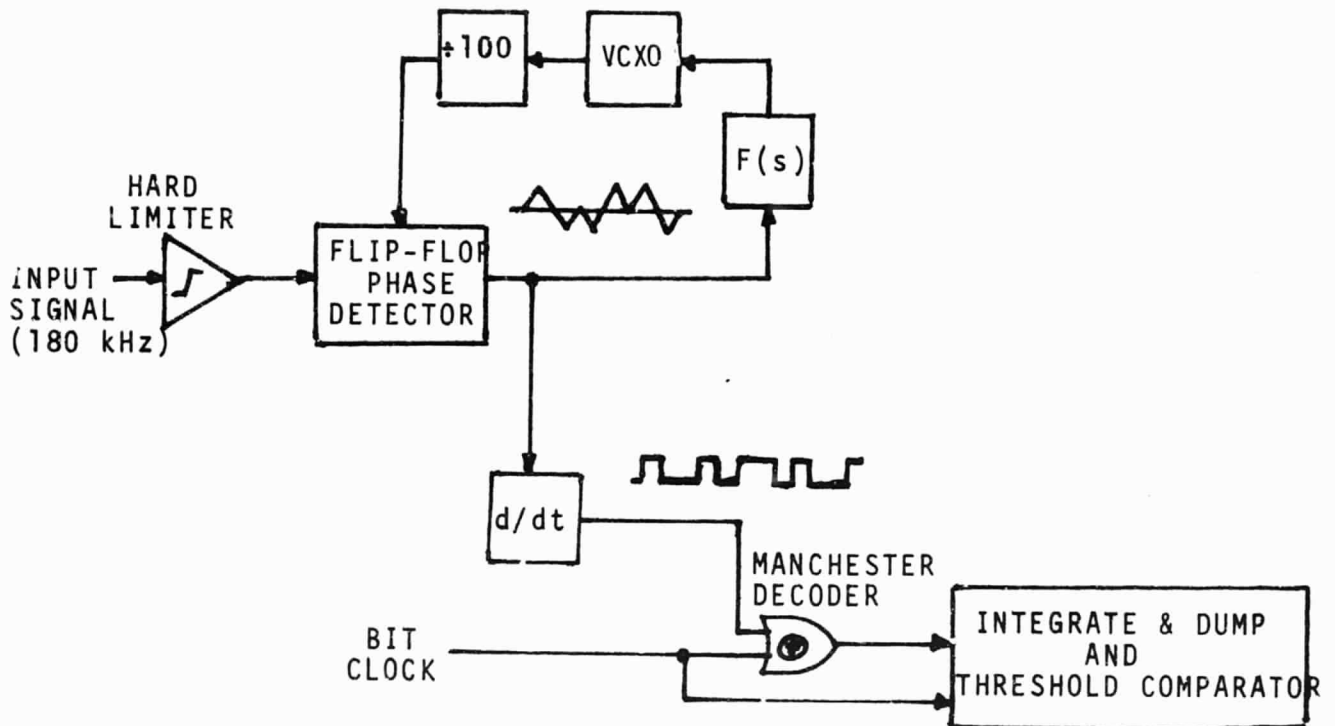 ÷100
VCXO
F(s)
HARD
LIMITER
INPUT
SIGNAL
(180 kHz)
FLIP-FLOP
PHASE
DETECTOR
d/dt
MANCHESTER
DECODER
BIT
CLOCK
INTEGRATE & DUMP
AND
THRESHOLD COMPARATOR